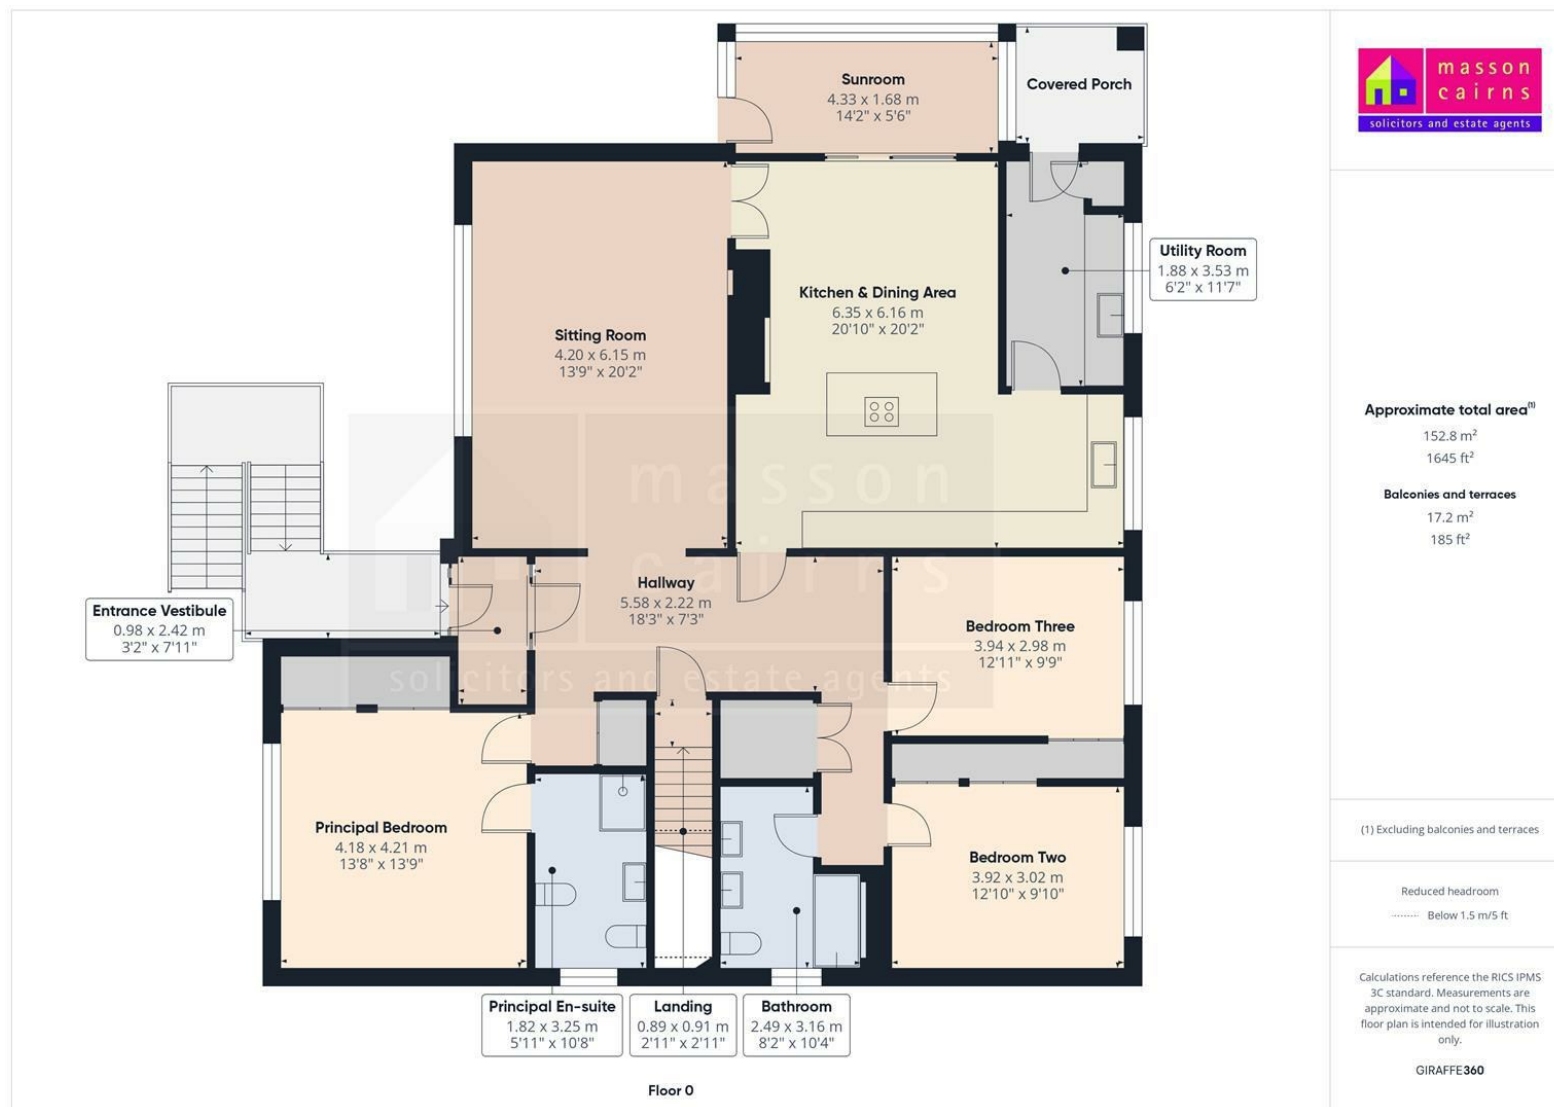 Sunroom
4.33 x 1.68 m
14'2" x 5'6"
Covered Porch
masson
cairns
solicitors and estate agents
Utility Room
1.88 x 3.53 m
6'2" x 11'7"
Kitchen & Dining Area
6.35 x 6.16 m
20'10" x 20'2"
Sitting Room
4.20 x 6.15 m
13'9" x 20'2"
masson
cairns
solicitors and estate agents
Hallway
5.58 x 2.22 m
18'3" x 7'3"
Entrance Vestibule
0.98 x 2.42 m
3'2" x 7'11"
Bedroom Three
3.94 x 2.98 m
12'11" x 9'9"
Principal Bedroom
4.18 x 4.21 m
13'8" x 13'9"
Bedroom Two
3.92 x 3.02 m
12'10" x 9'10"
Principal En-suite
1.82 x 3.25 m
5'11" x 10'8"
Landing
0.89 x 0.91 m
2'11" x 2'11"
Bathroom
2.49 x 3.16 m
8'2" x 10'4"
Floor 0
Approximate total area(1)
152.8 m²
1645 ft²
Balconies and terraces
17.2 m²
185 ft²
(1) Excluding balconies and terraces
Reduced headroom
Below 1.5 m/5 ft
Calculations reference the RICS IPMS
3C standard. Measurements are
approximate and not to scale. This
floor plan is intended for illustration
only.
GIRAFFE360